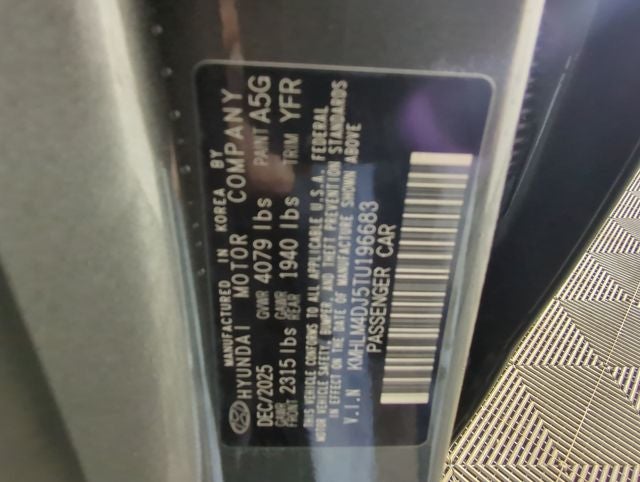 MANUFACTURED IN KOREA BY
HYUNDAI MOTOR COMPANY
DEC/2025 GVWR 4079 lbs PAINT A5G
GAWR FRONT 2315 lbs GAWR REAR 1940 lbs TRIM YFR
THIS VEHICLE CONFORMS TO ALL APPLICABLE U.S.A. FEDERAL
MOTOR VEHICLE SAFETY, BUMPER, AND THEFT PREVENTION STANDARDS
IN EFFECT ON THE DATE OF MANUFACTURE SHOWN ABOVE
V.I.N KMHLM4DJ5TU196683
PASSENGER CAR